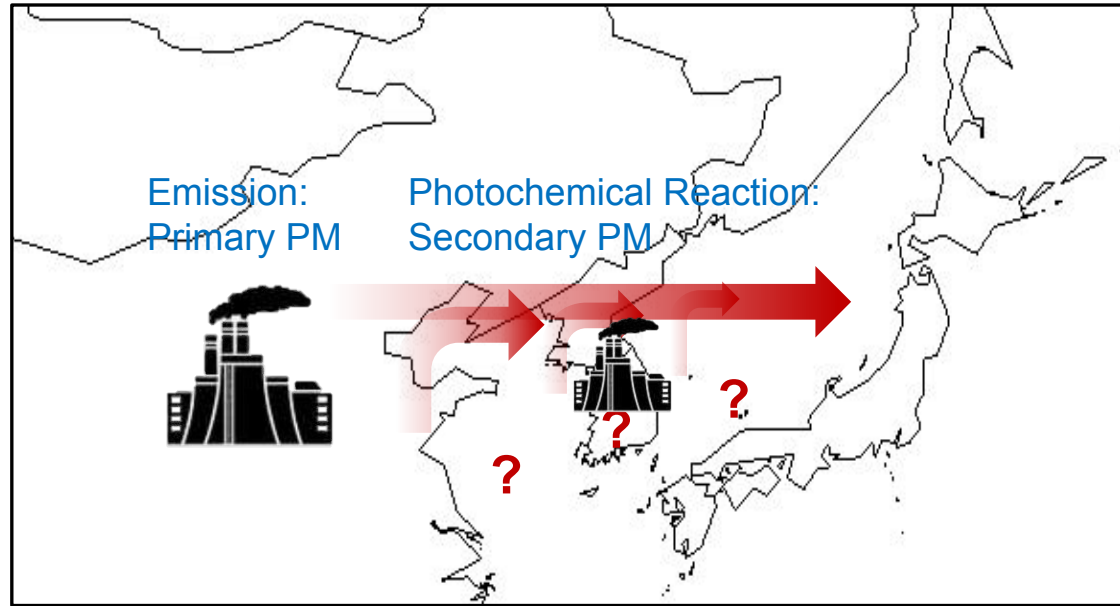 Emission:
Primary PM
Photochemical Reaction:
Secondary PM
?
?
?